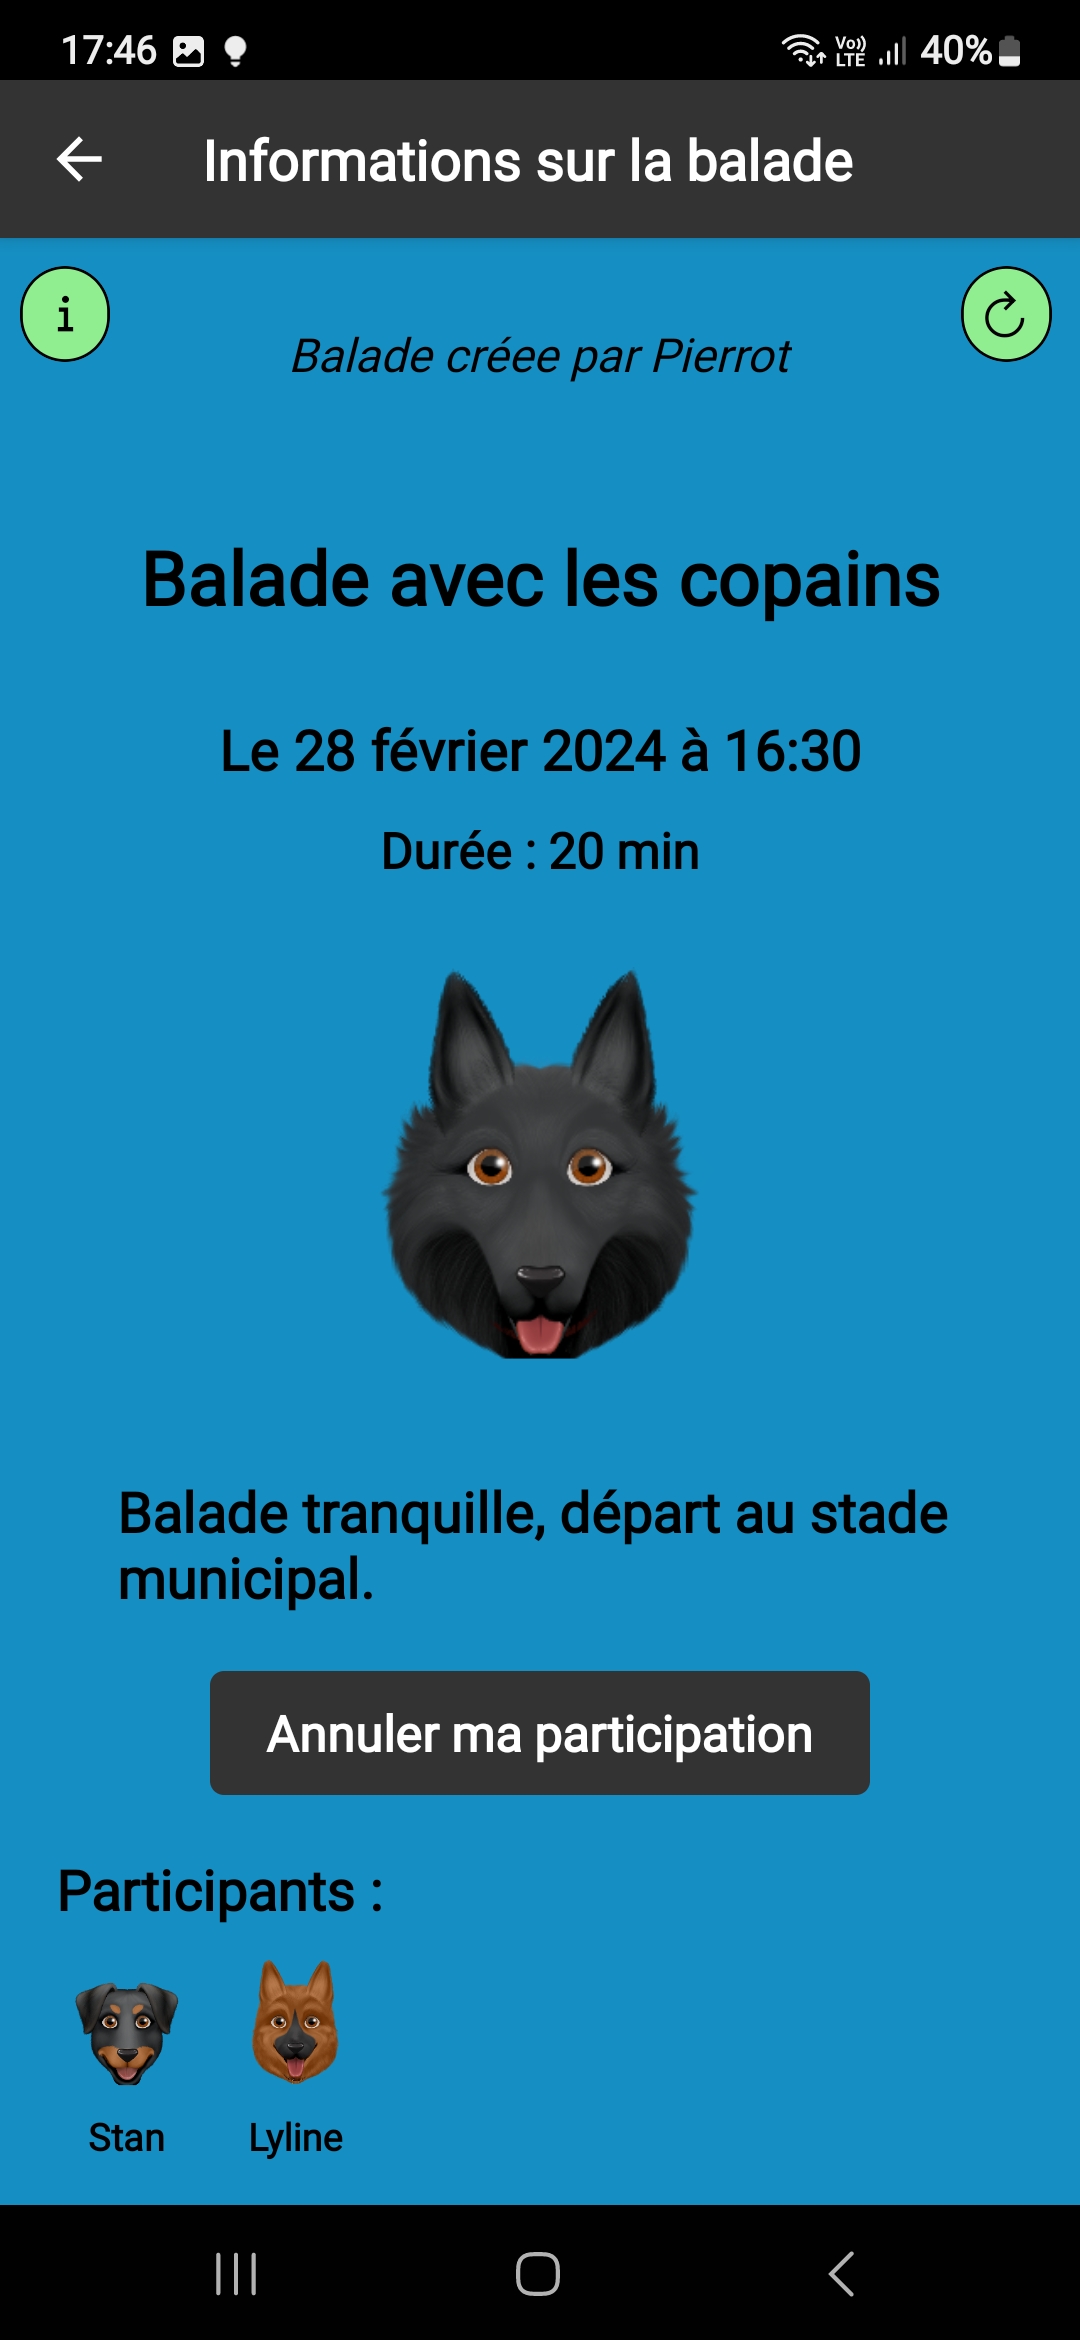 17:46 Vo)) LTE 40%
Informations sur la balade
i
Balade créee par Pierrot
Balade avec les copains
Le 28 février 2024 à 16:30
Durée : 20 min
Balade tranquille, départ au stade
municipal.
Annuler ma participation
Participants :
Stan Lyline